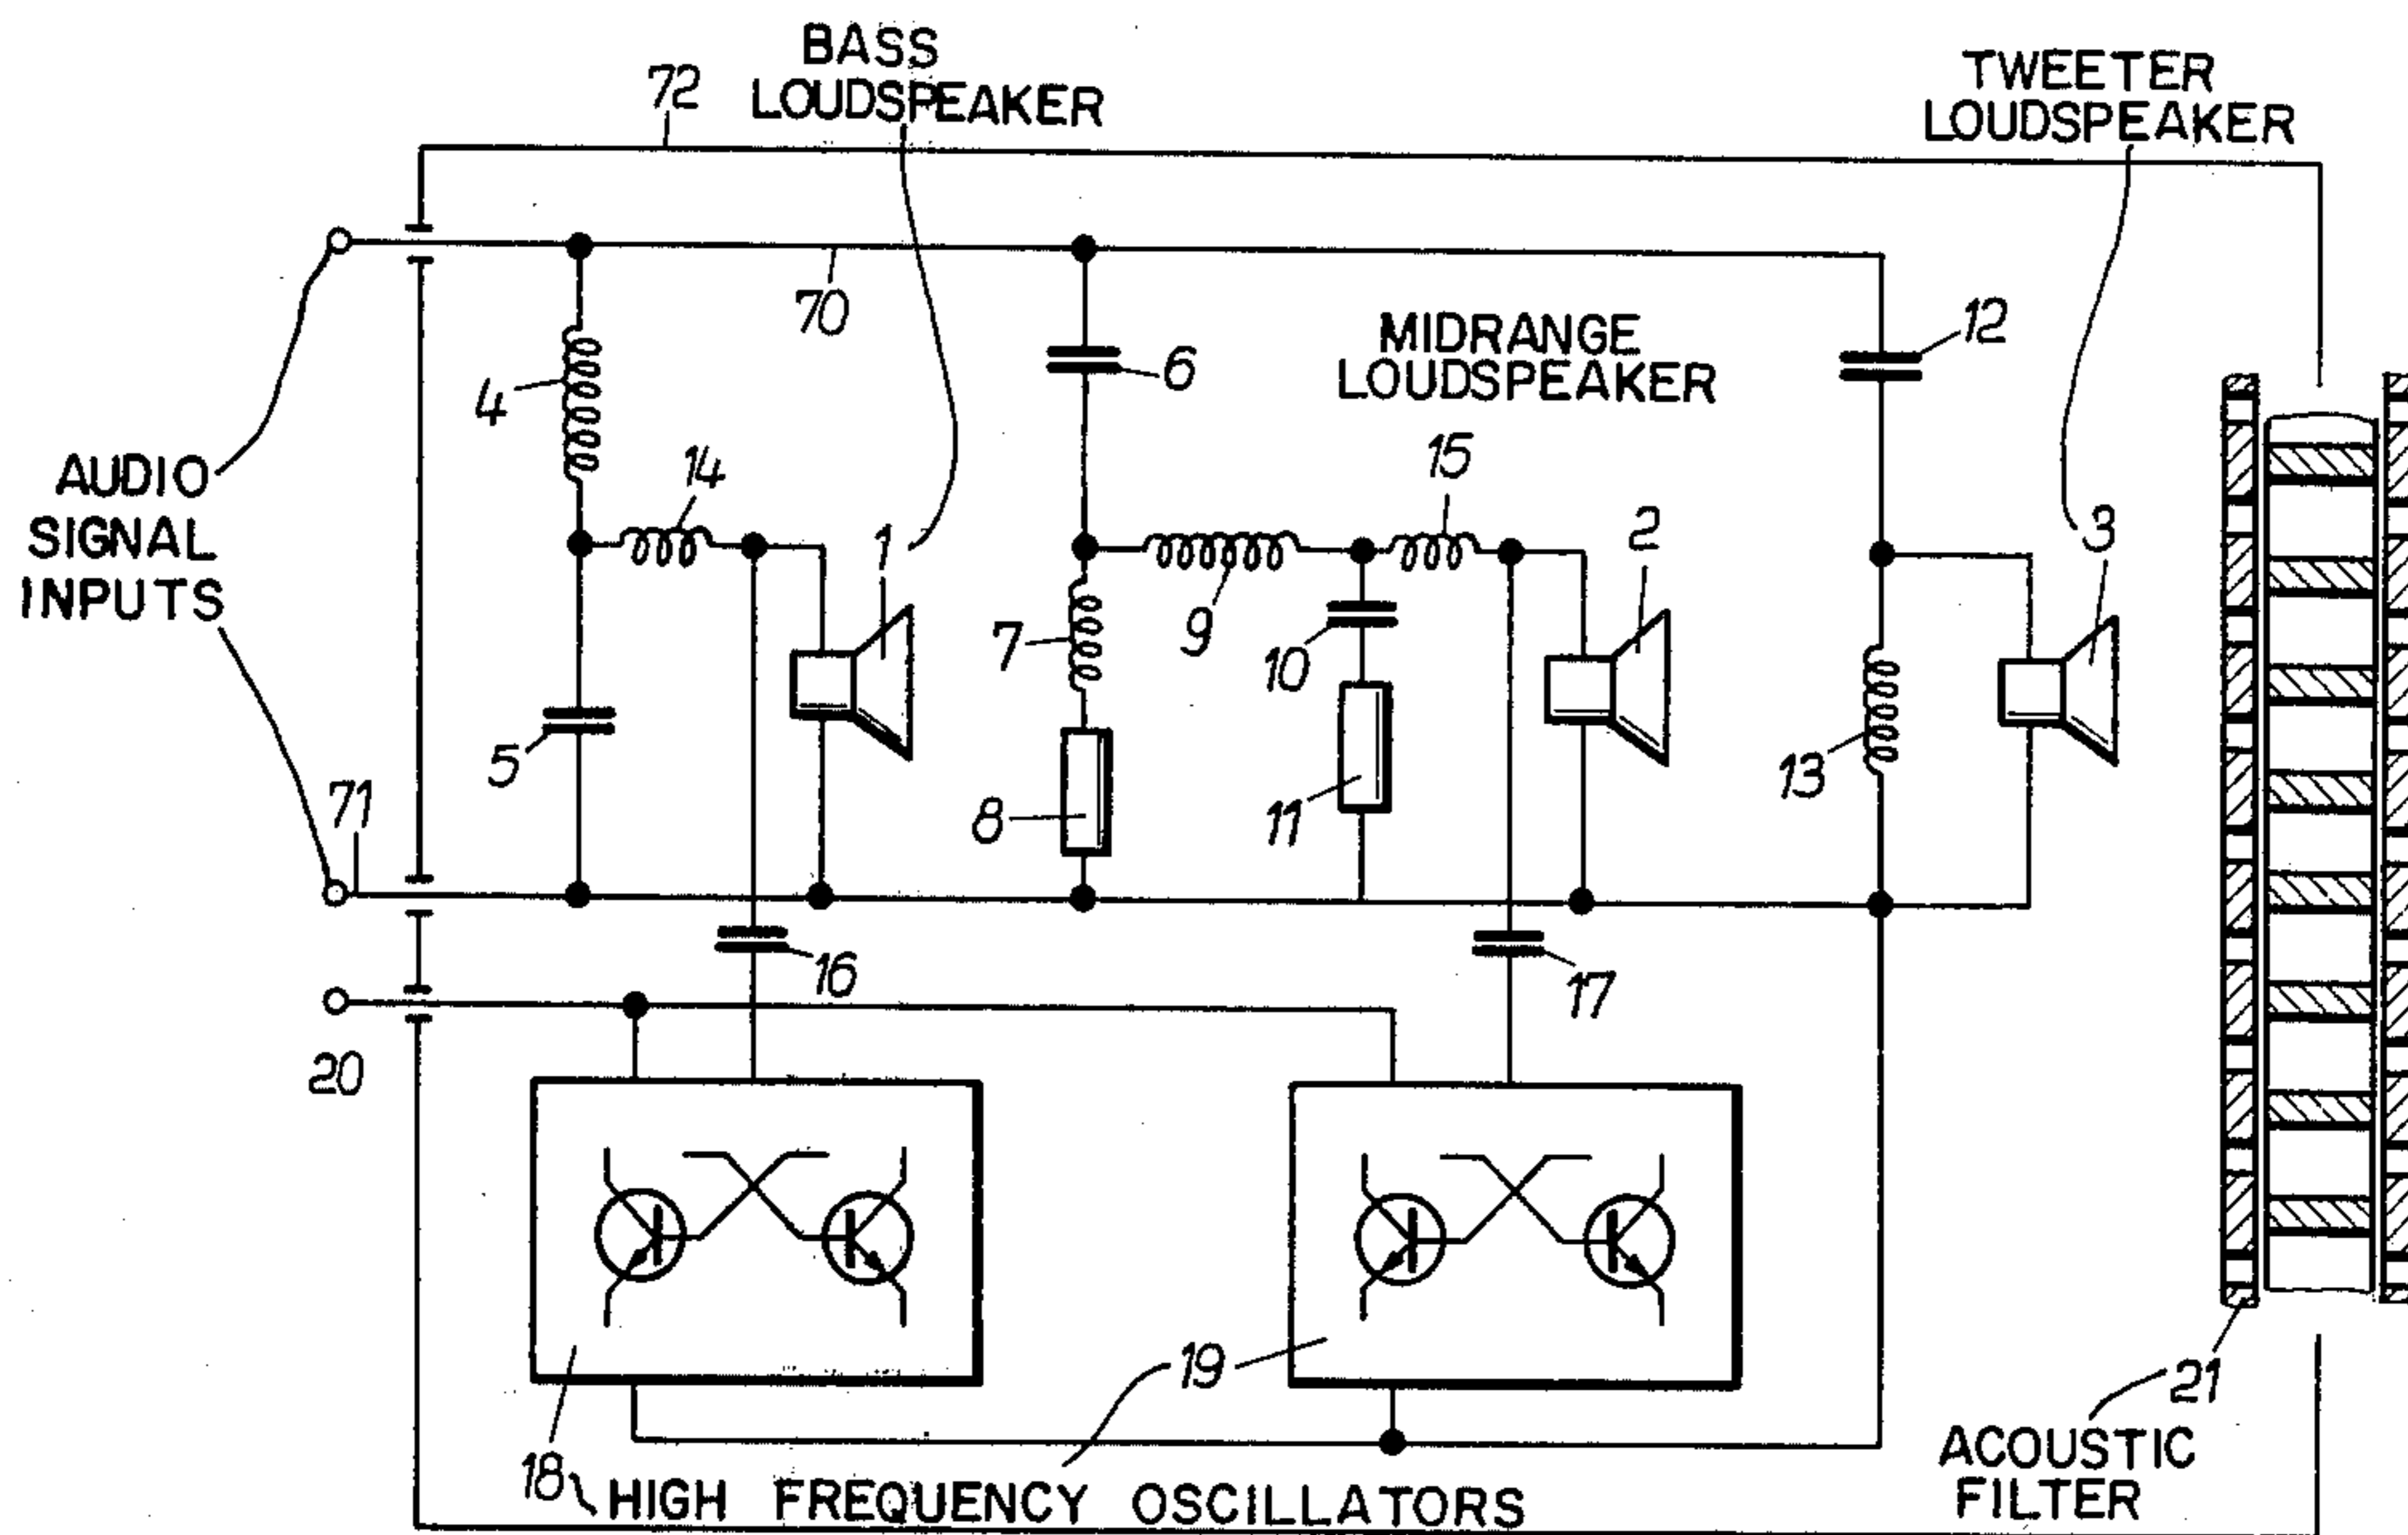 BASS
LOUDSPEAKER
72
TWEETER
LOUDSPEAKER
70
MIDRANGE
LOUDSPEAKER
12
6
4
AUDIO
SIGNAL
INPUTS
14
15
1
2
3
7
9
10
5
8
11
13
71
16
17
20
19
21
18
HIGH FREQUENCY OSCILLATORS
ACOUSTIC
FILTER